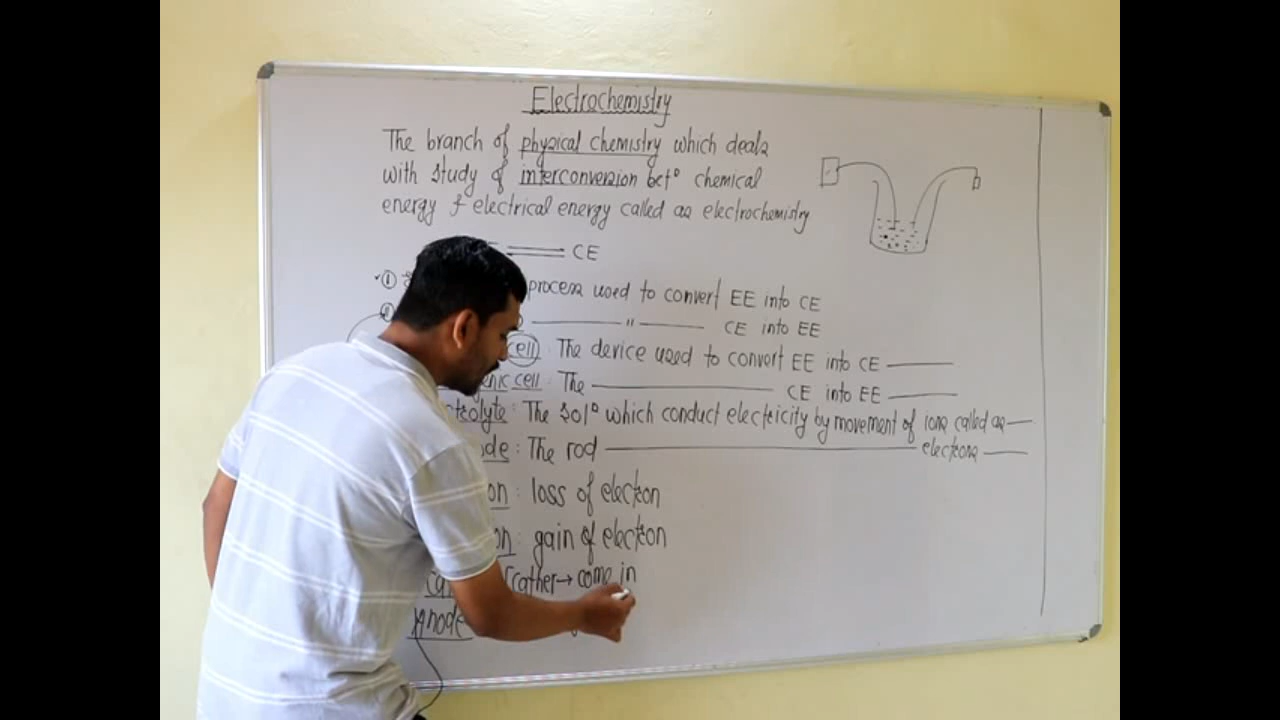 Electrochemistry
The branch of physical chemistry which deals
with study of interconversion betⁿ chemical
energy & electrical energy called as electrochemistry
⇌ CE
① process used to convert EE into CE
② ——— " ——— CE into EE
cell : The device used to convert EE into CE ———
cell : The ——— CE into EE ———
: The solⁿ which conduct electricity by movement of ions called as —
: The rod ——— electrons ——
: loss of electron
: gain of electron
→ come in
Anode